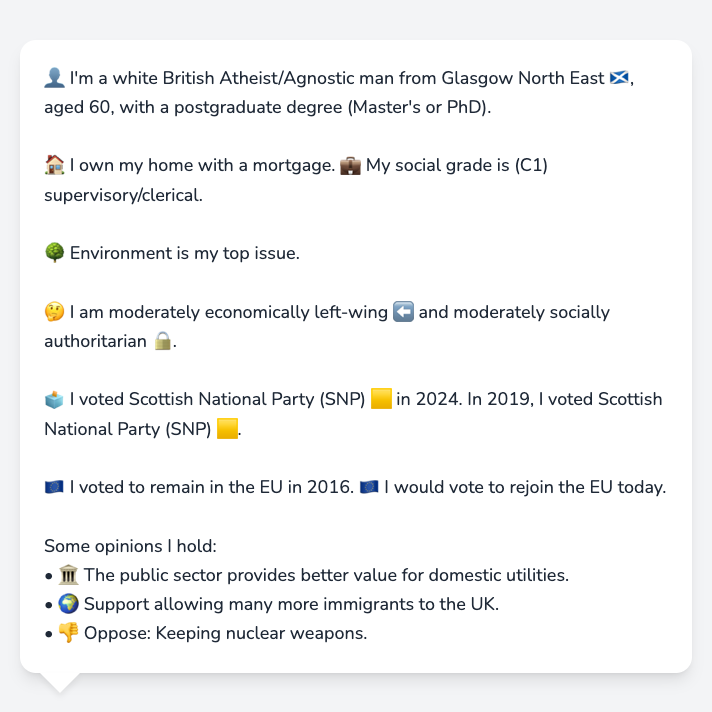 👤 I'm a white British Atheist/Agnostic man from Glasgow North East 🏴󠁧󠁢󠁳󠁣󠁴󠁿,
aged 60, with a postgraduate degree (Master's or PhD).
🏠 I own my home with a mortgage. 💼 My social grade is (C1)
supervisory/clerical.
🌳 Environment is my top issue.
🤔 I am moderately economically left-wing ⬅️ and moderately socially
authoritarian 🔒.
🗳️ I voted Scottish National Party (SNP) 🟨 in 2024. In 2019, I voted Scottish
National Party (SNP) 🟨.
🇪🇺 I voted to remain in the EU in 2016. 🇪🇺 I would vote to rejoin the EU today.
Some opinions I hold:
• 🏛️ The public sector provides better value for domestic utilities.
• 🌍 Support allowing many more immigrants to the UK.
• 👎 Oppose: Keeping nuclear weapons.